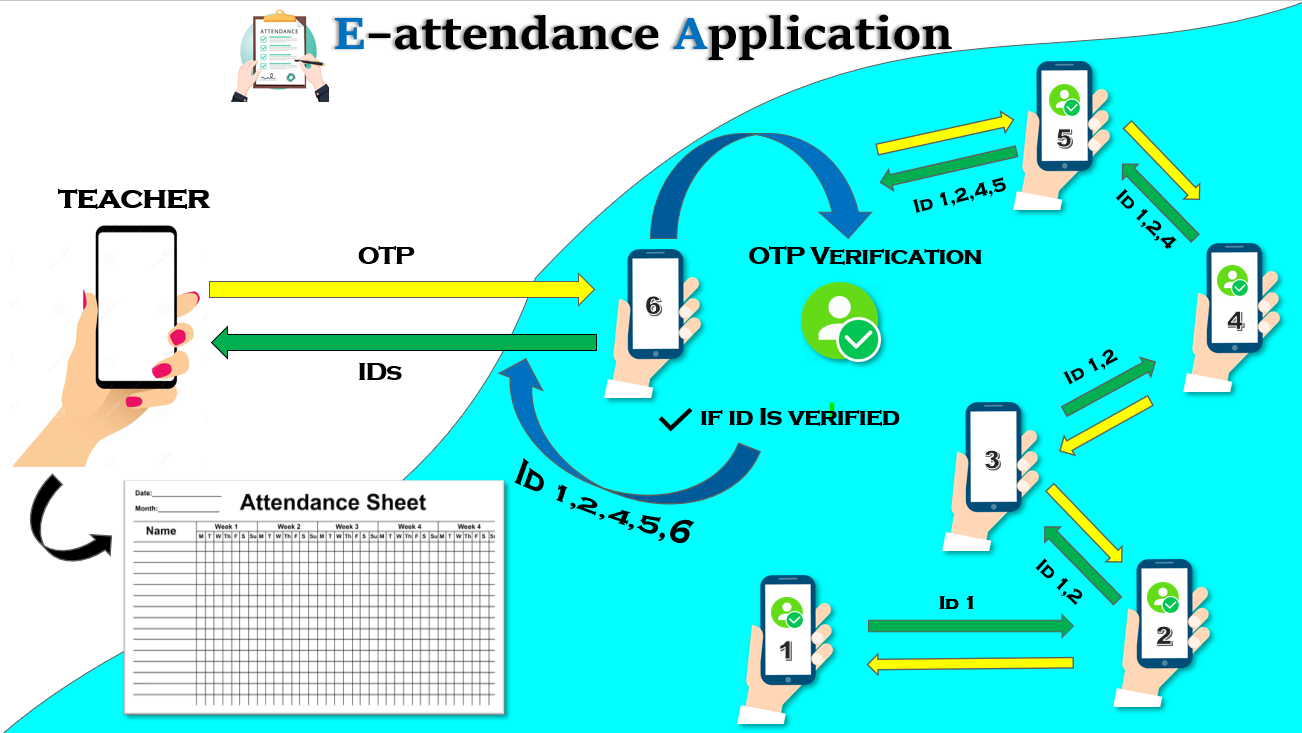 E-attendance Application
ATTENDANCE
TEACHER
OTP
IDs
6
OTP Verification
if id Is verified
Id 1,2,4,5,6
5
Id 1,2,4,5
Id 1,2,4
4
Id 1,2
3
Id 1,2
2
Id 1
1
Date:
Month:
Attendance Sheet
Name
Week 1 Week 2 Week 3 Week 4 Week 4
M T W Th F S Su M T W Th F S Su M T W Th F S Su M T W Th F S Su M T W Th F S